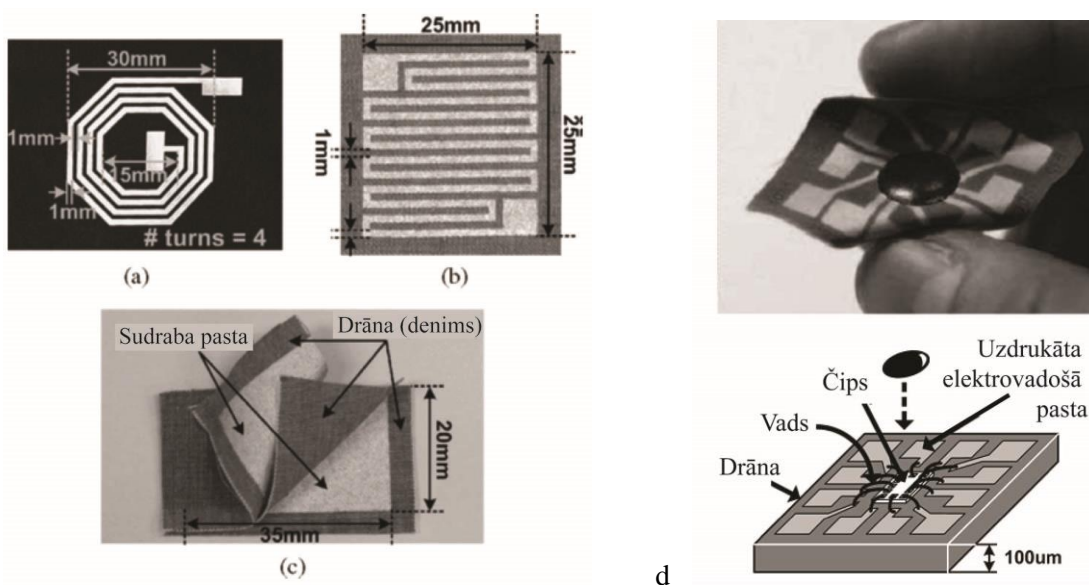 30mm
1mm
15mm
1mm
# turns = 4
(a)
25mm
25mm
1mm
(b)
Sudraba pasta
Drāna (denims)
20mm
35mm
(c)
Uzdrukāta
elektrovadošā
pasta
Čips
Vads
Drāna
100um
d